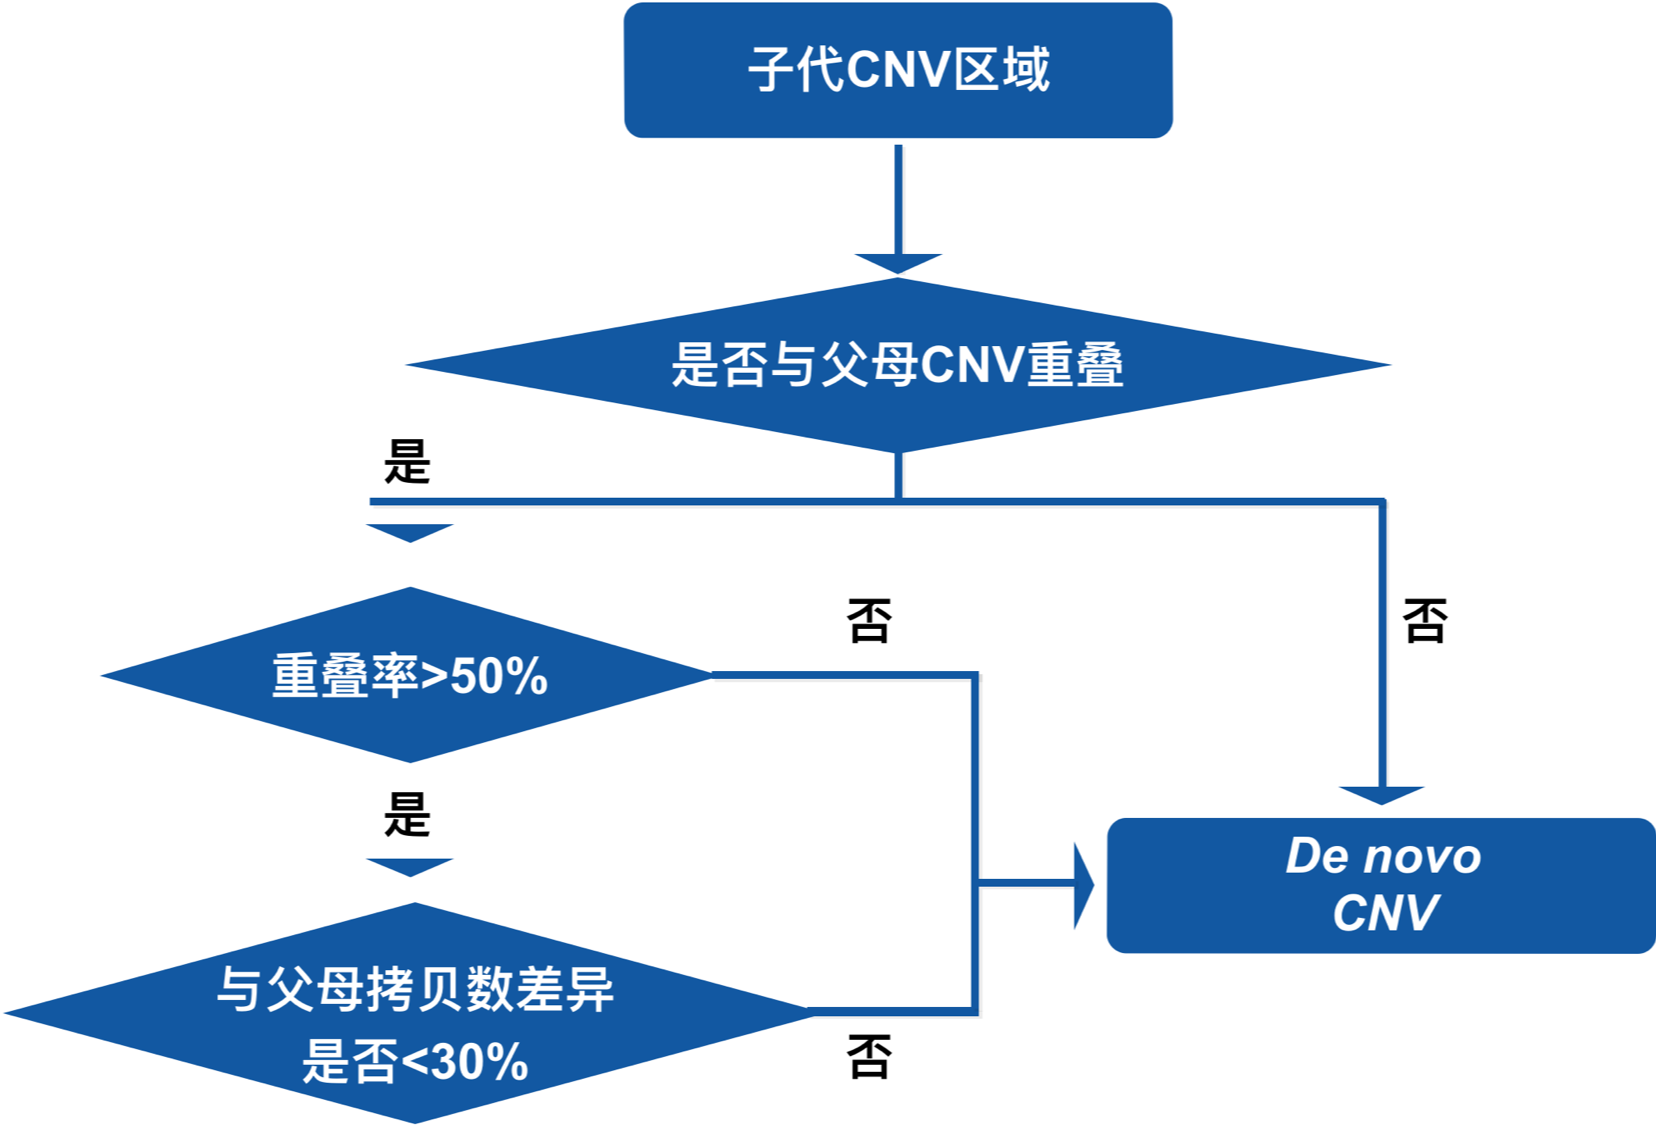 子代CNV区域
是否与父母CNV重叠
是
否
否
重叠率>50%
是
De novo
CNV
与父母拷贝数差异
是否<30%
否